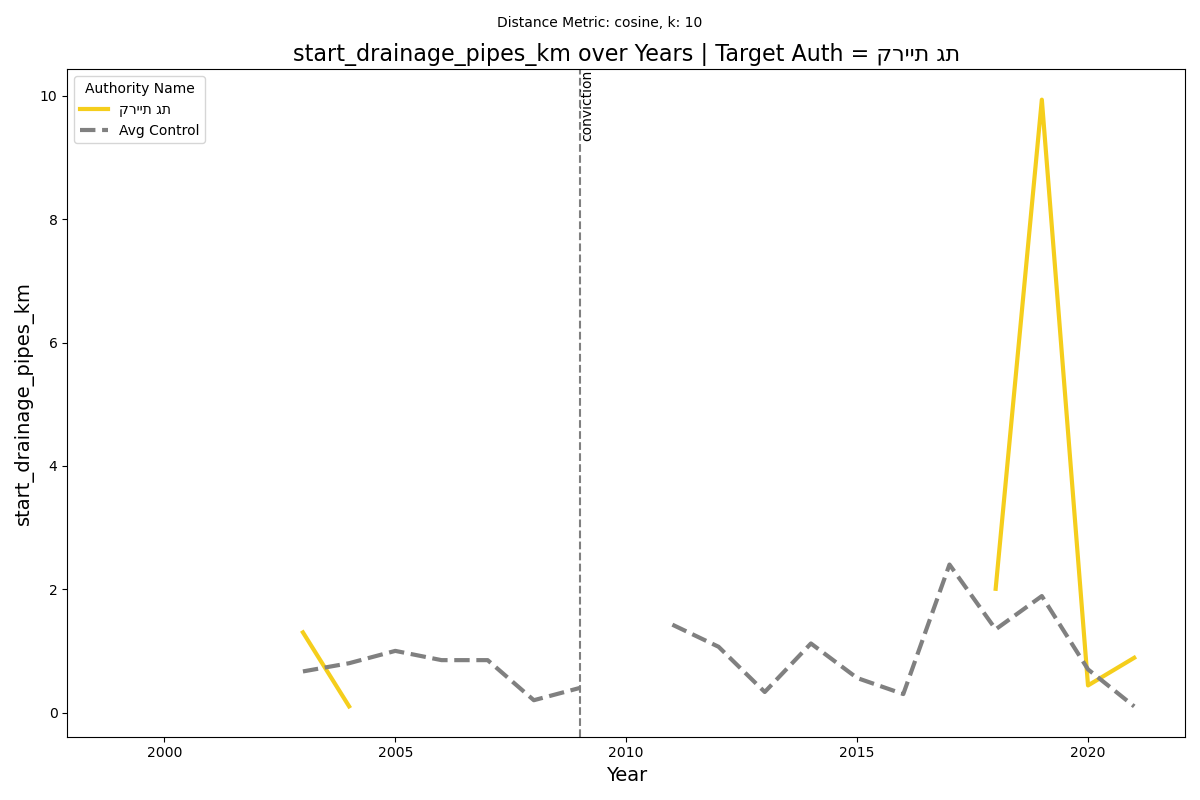 Distance Metric: cosine, k: 10
start_drainage_pipes_km over Years | Target Auth = קריית גת
Authority Name
קריית גת
Avg Control
conviction
start_drainage_pipes_km
10
8
6
4
2
0
2000 2005 2010 2015 2020
Year